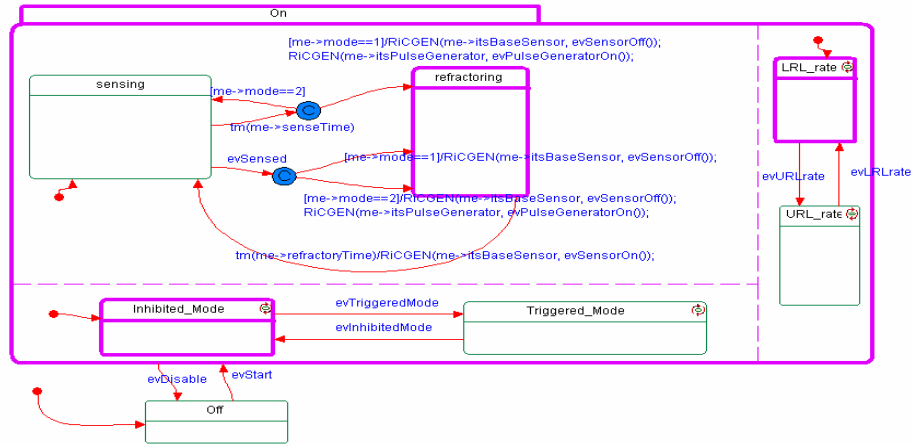 On
[me->mode==1]/RiCGEN(me->itsBaseSensor, evSensorOff());
RiCGEN(me->itsPulseGenerator, evPulseGeneratorOn());
LRL_rate
sensing
refractoring
[me->mode==2]
C
tm(me->senseTime)
evSensed
[me->mode==1]/RiCGEN(me->itsBaseSensor, evSensorOff());
C
evURLrate
evLRLrate
[me->mode==2]/RiCGEN(me->itsBaseSensor, evSensorOff());
RiCGEN(me->itsPulseGenerator, evPulseGeneratorOn());
URL_rate
tm(me->refractoryTime)/RiCGEN(me->itsBaseSensor, evSensorOn());
Inhibited_Mode
evTriggeredMode
Triggered_Mode
evInhibitedMode
evDisable
evStart
Off